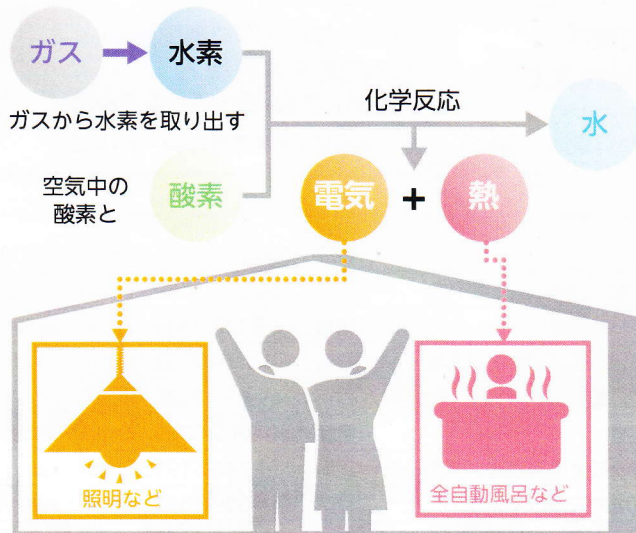 ガス
水素
ガスから水素を取り出す
化学反応
水
空気中の
酸素と
酸素
電気 + 熱
照明など
全自動風呂など